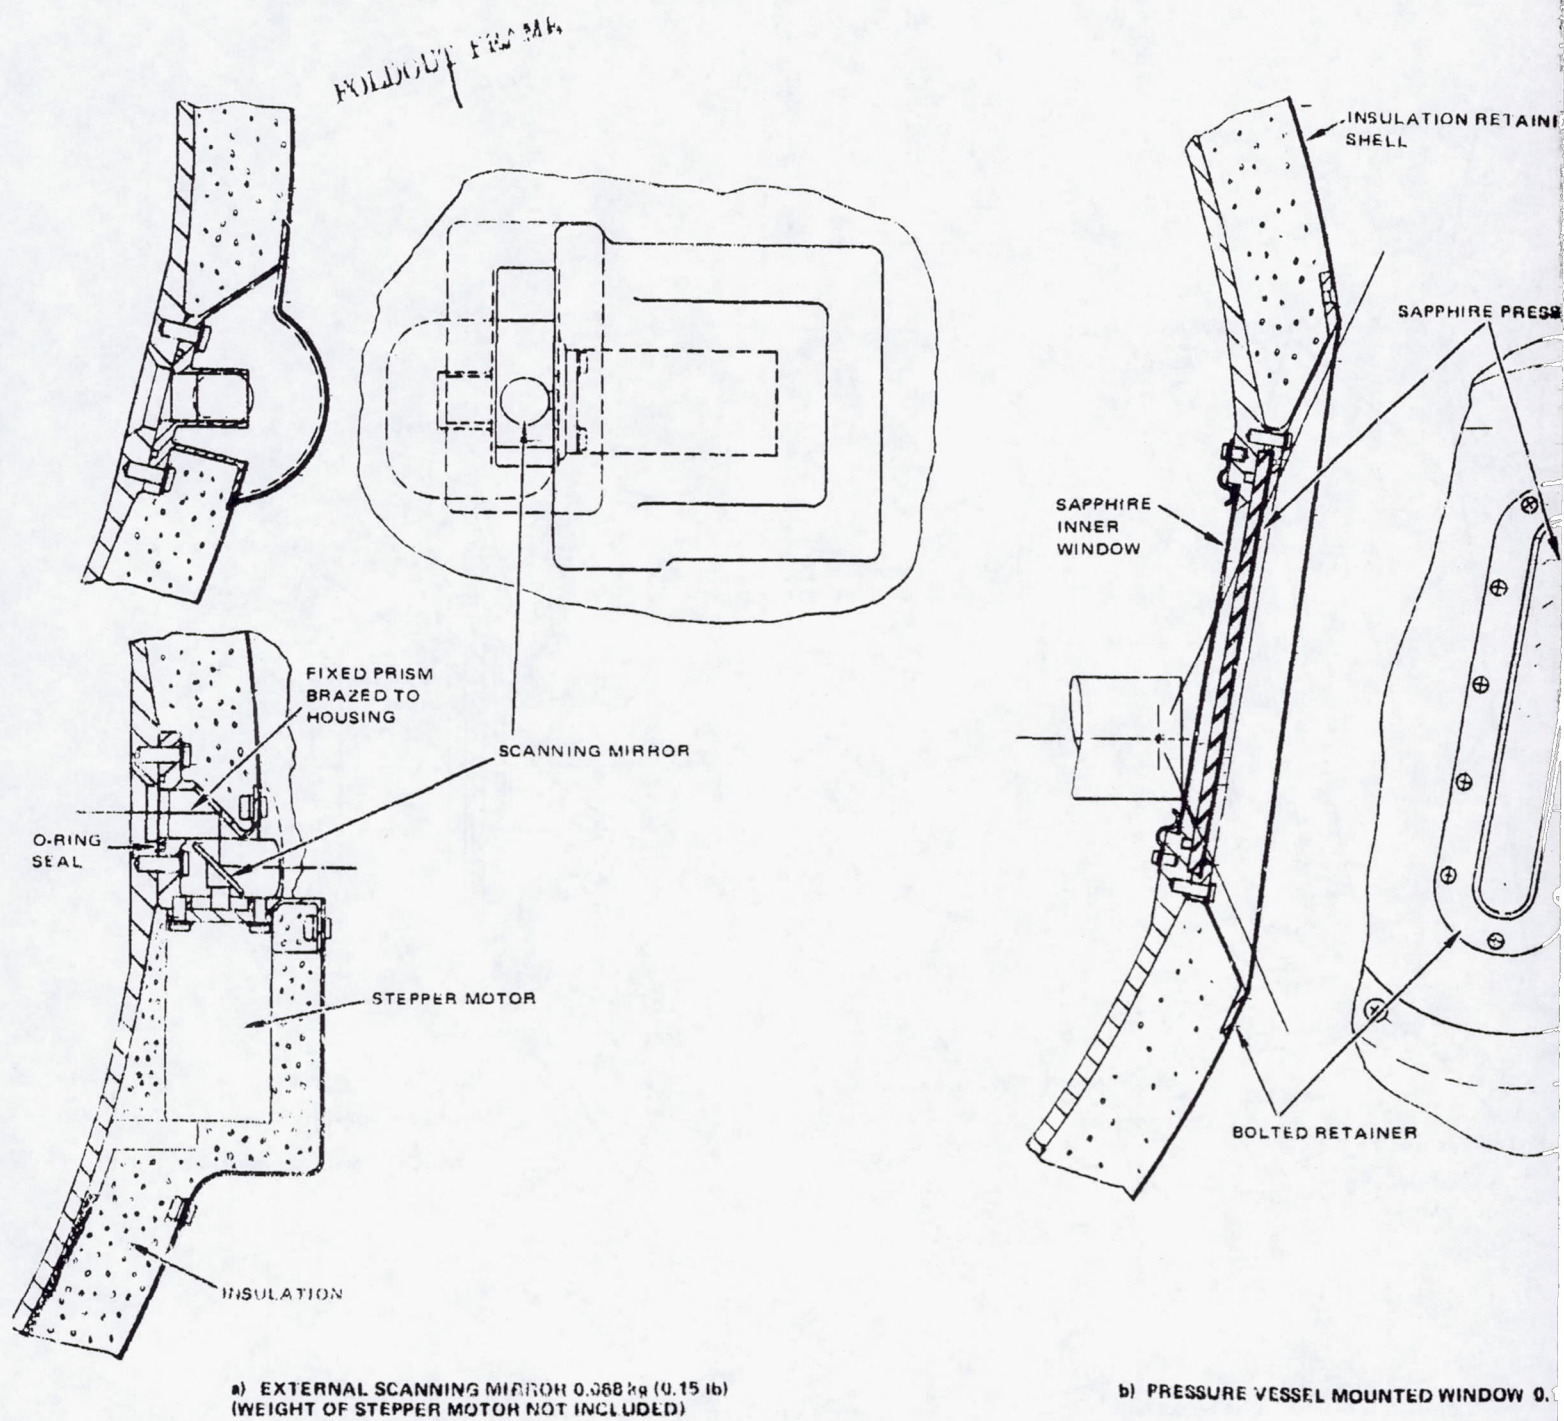 FOLDOUT FRAME
INSULATION RETAINI
SHELL
SAPPHIRE PRESS
SAPPHIRE
INNER
WINDOW
FIXED PRISM
BRAZED TO
HOUSING
SCANNING MIRROR
O-RING
SEAL
STEPPER MOTOR
BOLTED RETAINER
INSULATION
a) EXTERNAL SCANNING MIRROR 0.068 kg (0.15 lb)
(WEIGHT OF STEPPER MOTOR NOT INCLUDED)
b) PRESSURE VESSEL MOUNTED WINDOW 0.